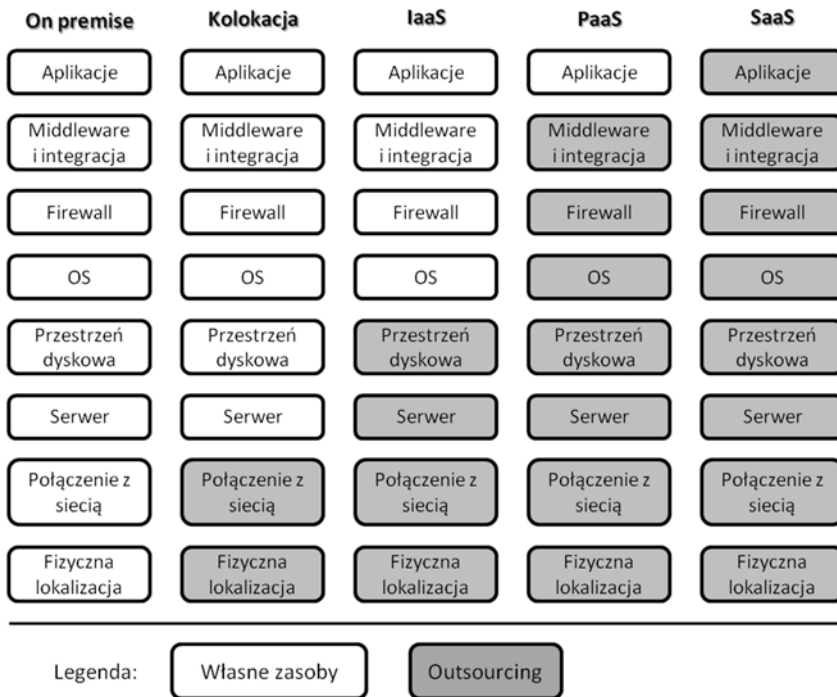 On premise Kolokacja IaaS PaaS SaaS
Aplikacje Aplikacje Aplikacje Aplikacje Aplikacje
Middleware Middleware Middleware Middleware Middleware
i integracja i integracja i integracja i integracja i integracja
Firewall Firewall Firewall Firewall Firewall
OS OS OS OS OS
Przestrzeń Przestrzeń Przestrzeń Przestrzeń Przestrzeń
dyskowa dyskowa dyskowa dyskowa dyskowa
Serwer Serwer Serwer Serwer Serwer
Połączenie z Połączenie z Połączenie z Połączenie z Połączenie z
siecią siecią siecią siecią siecią
Fizyczna Fizyczna Fizyczna Fizyczna Fizyczna
lokalizacja lokalizacja lokalizacja lokalizacja lokalizacja
Legenda: Własne zasoby Outsourcing